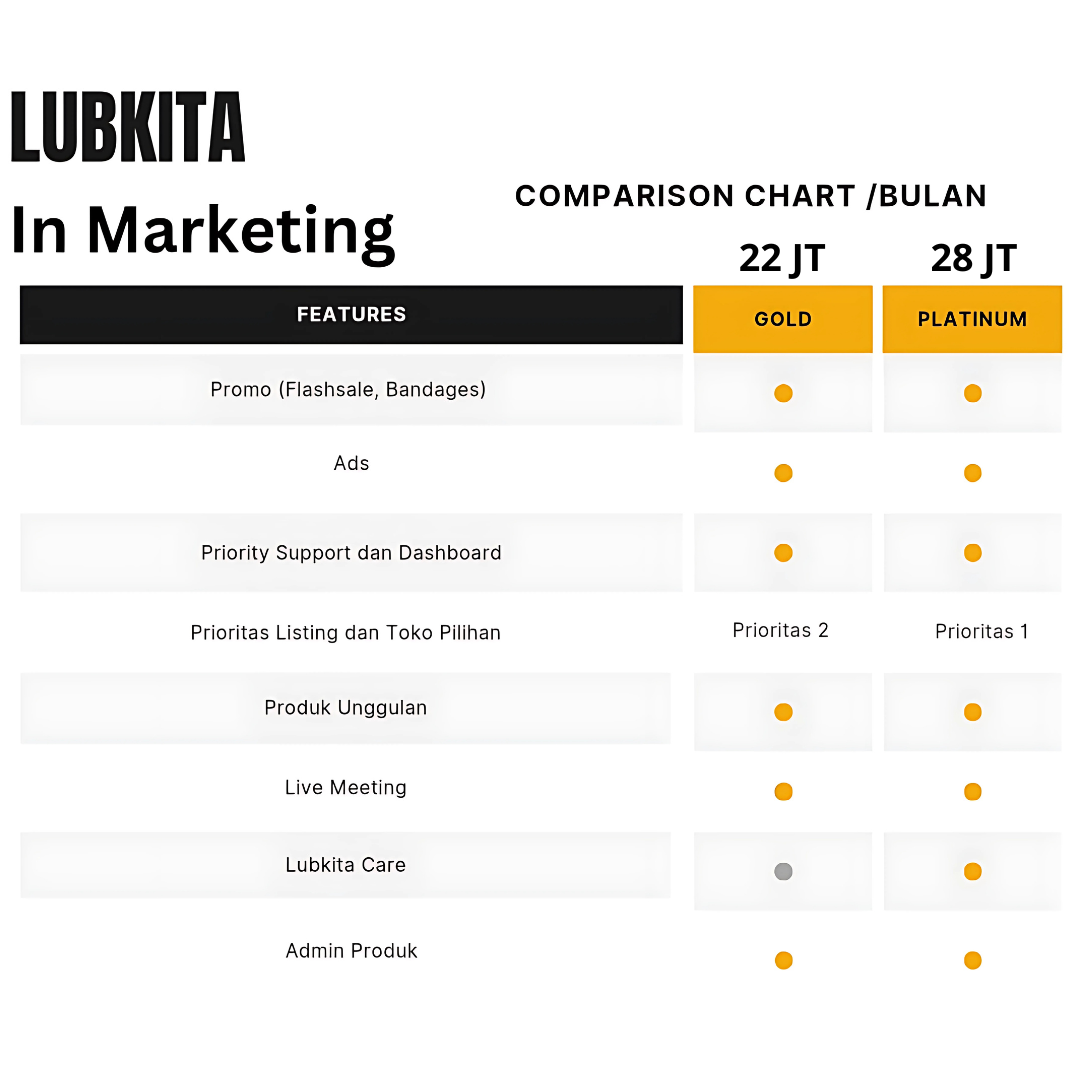 LUBKITA
In Marketing
COMPARISON CHART /BULAN
22 JT 28 JT
FEATURES GOLD PLATINUM
Promo (Flashsale, Bandages)
Ads
Priority Support dan Dashboard
Prioritas Listing dan Toko Pilihan Prioritas 2 Prioritas 1
Produk Unggulan
Live Meeting
Lubkita Care
Admin Produk